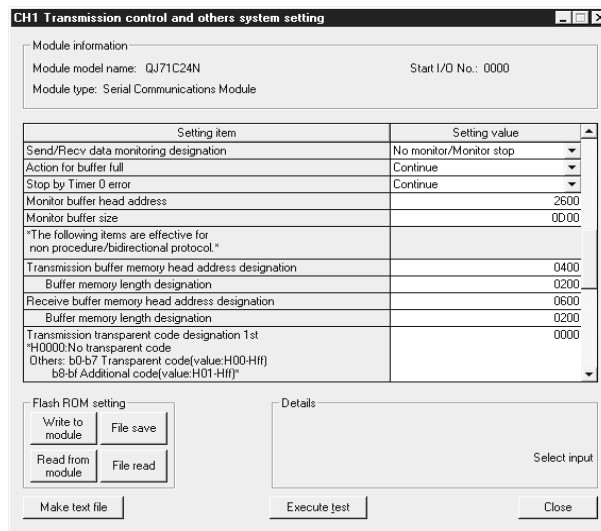 CH1 Transmission control and others system setting
Module information
Module model name: QJ71C24N Start I/O No.: 0000
Module type: Serial Communications Module
Setting item Setting value
Send/Recv data monitoring designation No monitor/Monitor stop
Action for buffer full Continue
Stop by Timer 0 error Continue
Monitor buffer head address 2600
Monitor buffer size 0D00
*The following items are effective for
non procedure/bidirectional protocol.*
Transmission buffer memory head address designation 0400
Buffer memory length designation 0200
Receive buffer memory head address designation 0600
Buffer memory length designation 0200
Transmission transparent code designation 1st 0000
*H0000:No transparent code
Others: b0-b7 Transparent code(value:H00-Hff)
b8-bf Additional code(value:H01-Hff)*
Flash ROM setting
Write to
module
File save
Read from
module
File read
Details
Select input
Make text file Execute test Close